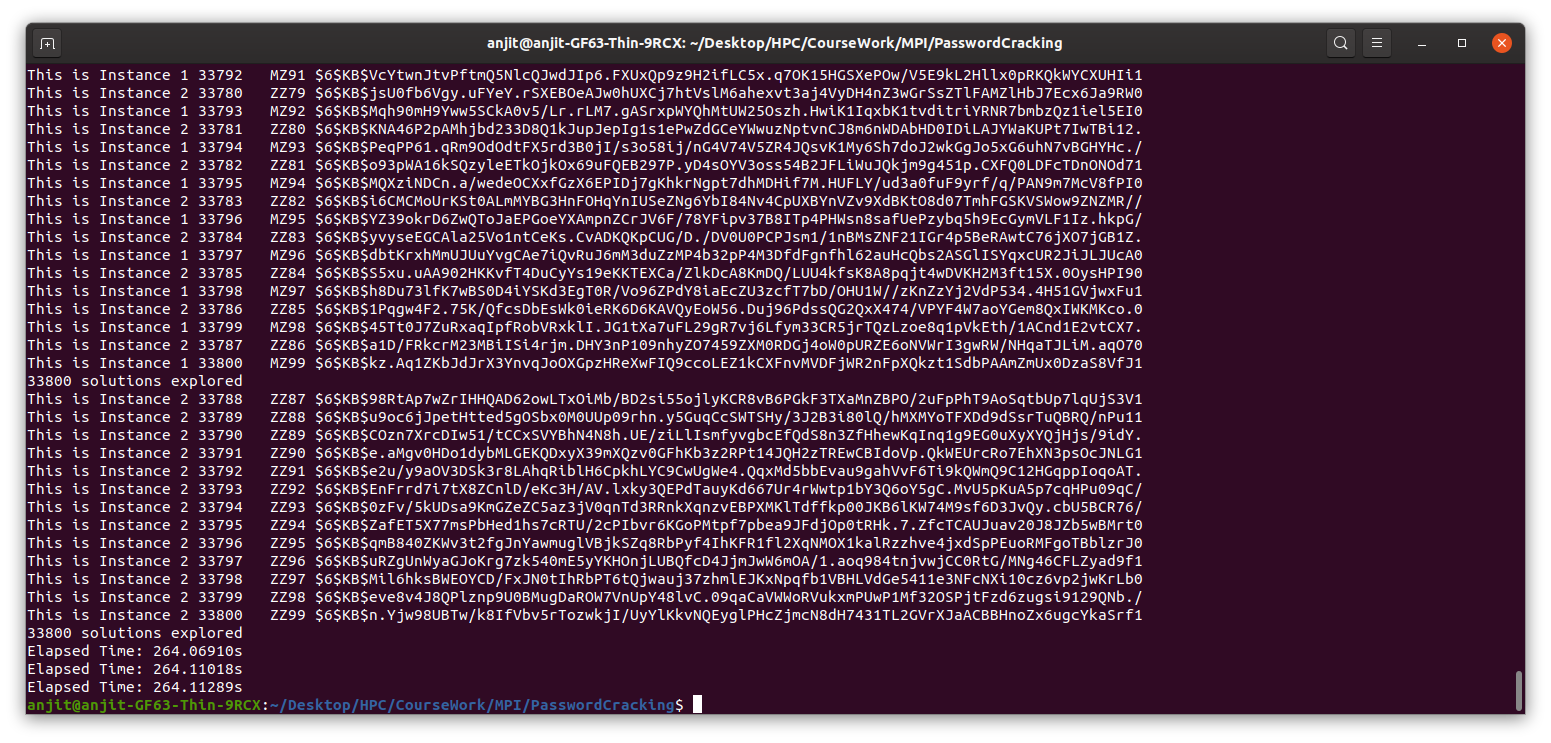 anjit@anjit-GF63-Thin-9RCX: ~/Desktop/HPC/CourseWork/MPI/PasswordCracking
This is Instance 1 33792   MZ91 $6$KB$VcYtwnJtvPftmQ5NlcQJwdJIp6.FXUxQp9z9H2ifLC5x.q7OK15HGSXePOw/V5E9kL2Hllx0pRKQkWYCXUHIi1
This is Instance 2 33780   ZZ79 $6$KB$jsU0fb6Vgy.uFYeY.rSXEBOeAJw0hUXCj7htVslM6ahexvt3aj4VyDH4nZ3wGrSsZTlFAMZlHbJ7Ecx6Ja9RW0
This is Instance 1 33793   MZ92 $6$KB$Mqh90mH9Yww5SCkA0v5/Lr.rLM7.gASrxpWYQhMtUW25Oszh.HwiK1IqxbK1tvditriYRNR7bmbzQz1iel5EI0
This is Instance 2 33781   ZZ80 $6$KB$KNA46P2pAMhjbd233D8Q1kJupJepIg1s1ePwZdGCeYWwuzNptvnCJ8m6nWDAbHD0IDiLAJYWaKUPt7IwTBi12.
This is Instance 1 33794   MZ93 $6$KB$PeqPP61.qRm9OdOdtFX5rd3B0jI/s3o58ij/nG4V74V5ZR4JQsvK1My6Sh7doJ2wkGgJo5xG6uhN7vBGHYHc./
This is Instance 2 33782   ZZ81 $6$KB$o93pWA16kSQzyleETkOjkOx69uFQEB297P.yD4sOYV3oss54B2JFLiWuJQkjm9g451p.CXFQ0LDFcTDnONOd71
This is Instance 1 33795   MZ94 $6$KB$MQXziNDCn.a/wedeOCXxfGzX6EPIDj7gKhkrNgpt7dhMDHif7M.HUFLY/ud3a0fuF9yrf/q/PAN9m7McV8fPI0
This is Instance 2 33783   ZZ82 $6$KB$i6CMCMoUrKSt0ALmMYBG3HnFOHqYnIUSeZNg6YbI84Nv4CpUXBYnVZv9XdBKtO8d07TmhFGSKVSWow9ZNZMR//
This is Instance 1 33796   MZ95 $6$KB$YZ39okrD6ZwQToJaEPGoeYXAmpnZCrJV6F/78YFipv37B8ITp4PHWsn8safUePzybq5h9EcGymVLF1Iz.hkpG/
This is Instance 2 33784   ZZ83 $6$KB$yvyseEGCAla25Vo1ntCeKs.CvADKQKpCUG/D./DV0U0PCPJsm1/1nBMsZNF21IGr4p5BeRAwtC76jXO7jGB1Z.
This is Instance 1 33797   MZ96 $6$KB$dbtKrxhMmUJUuYvgCAe7iQvRuJ6mM3duZzMP4b32pP4M3DfdFgnfhl62auHcQbs2ASGlISYqxcUR2JiJLJUcA0
This is Instance 2 33785   ZZ84 $6$KB$S5xu.uAA902HKKvfT4DuCyYs19eKKTEXCa/ZlkDcA8KmDQ/LUU4kfsK8A8pqjt4wDVKH2M3ft15X.0OysHPI90
This is Instance 1 33798   MZ97 $6$KB$h8Du73lfK7wBS0D4iYSKd3EgT0R/Vo96ZPdY8iaEcZU3zcfT7bD/OHU1W//zKnZzYj2VdP534.4H51GVjwxFu1
This is Instance 2 33786   ZZ85 $6$KB$1Pqgw4F2.75K/QfcsDbEsWk0ieRK6D6KAVQyEoW56.Duj96PdssQG2QxX474/VPYF4W7aoYGem8QxIWKMKco.0
This is Instance 1 33799   MZ98 $6$KB$45Tt0J7ZuRxaqIpfRobVRxklI.JG1tXa7uFL29gR7vj6Lfym33CR5jrTQzLzoe8q1pVkEth/1ACnd1E2vtCX7.
This is Instance 2 33787   ZZ86 $6$KB$a1D/FRkcrM23MBiISi4rjm.DHY3nP109nhyZO7459ZXM0RDGj4oW0pURZE6oNVWrI3gwRW/NHqaTJLiM.aqO70
This is Instance 1 33800   MZ99 $6$KB$kz.Aq1ZKbJdJrX3YnvqJoOXGpzHReXwFIQ9ccoLEZ1kCXFnvMVDFjWR2nFpXQkzt1SdbPAAmZmUx0DzaS8VfJ1
33800 solutions explored
This is Instance 2 33788   ZZ87 $6$KB$98RtAp7wZrIHHQAD62owLTxOiMb/BD2si55ojlyKCR8vB6PGkF3TXaMnZBPO/2uFpPhT9AoSqtbUp7lqUjS3V1
This is Instance 2 33789   ZZ88 $6$KB$u9oc6jJpetHtted5gOSbx0M0UUp09rhn.y5GuqCcSWTSHy/3J2B3i80lQ/hMXMYoTFXDd9dSsrTuQBRQ/nPu11
This is Instance 2 33790   ZZ89 $6$KB$COzn7XrcDIw51/tCCxSVYBhN4N8h.UE/ziLlIsmfyvgbcEfQdS8n3ZfHhewKqInq1g9EG0uXyXYQjHjs/9idY.
This is Instance 2 33791   ZZ90 $6$KB$e.aMgv0HDo1dybMLGEKQDxyX39mXQzv0GFhKb3z2RPt14JQH2zTREwCBIdoVp.QkWEUrcRo7EhXN3psOcJNLG1
This is Instance 2 33792   ZZ91 $6$KB$e2u/y9aOV3DSk3r8LAhqRiblH6CpkhLYC9CwUgWe4.QqxMd5bbEvau9gahVvF6Ti9kQWmQ9C12HGqppIoqoAT.
This is Instance 2 33793   ZZ92 $6$KB$EnFrrd7i7tX8ZCnlD/eKc3H/AV.lxky3QEPdTauyKd667Ur4rWwtp1bY3Q6oY5gC.MvU5pKuA5p7cqHPu09qC/
This is Instance 2 33794   ZZ93 $6$KB$0zFv/5kUDsa9KmGZeZC5az3jV0qnTd3RRnkXqnzvEBPXMKlTdffkp00JKB6lKW74M9sf6D3JvQy.cbU5BCR76/
This is Instance 2 33795   ZZ94 $6$KB$ZafET5X77msPbHed1hs7cRTU/2cPIbvr6KGoPMtpf7pbea9JFdjOp0tRHk.7.ZfcTCAUJuav20J8JZb5wBMrt0
This is Instance 2 33796   ZZ95 $6$KB$qmB840ZKWv3t2fgJnYawmuglVBjkSZq8RbPyf4IhKFR1fl2XqNMOX1kalRzzhve4jxdSpPEuoRMFgoTBblzrJ0
This is Instance 2 33797   ZZ96 $6$KB$uRZgUnWyaGJoKrg7zk540mE5yYKHOnjLUBQfcD4JjmJwW6mOA/1.aoq984tnjvwjCC0RtG/MNg46CFLZyad9f1
This is Instance 2 33798   ZZ97 $6$KB$Mil6hksBWEOYCD/FxJN0tIhRbPT6tQjwauj37zhmlEJKxNpqfb1VBHLVdGe5411e3NFcNXi10cz6vp2jwKrLb0
This is Instance 2 33799   ZZ98 $6$KB$eve8v4J8QPlznp9U0BMugDaROW7VnUpY48lvC.09qaCaVWWoRVukxmPUwP1Mf32OSPjtFzd6zugsi9129QNb./
This is Instance 2 33800   ZZ99 $6$KB$n.Yjw98UBTw/k8IfVbv5rTozwkjI/UyYlKkvNQEyglPHcZjmcN8dH7431TL2GVrXJaACBBHnoZx6ugcYkaSrf1
33800 solutions explored
Elapsed Time: 264.06910s
Elapsed Time: 264.11018s
Elapsed Time: 264.11289s
anjit@anjit-GF63-Thin-9RCX:~/Desktop/HPC/CourseWork/MPI/PasswordCracking$